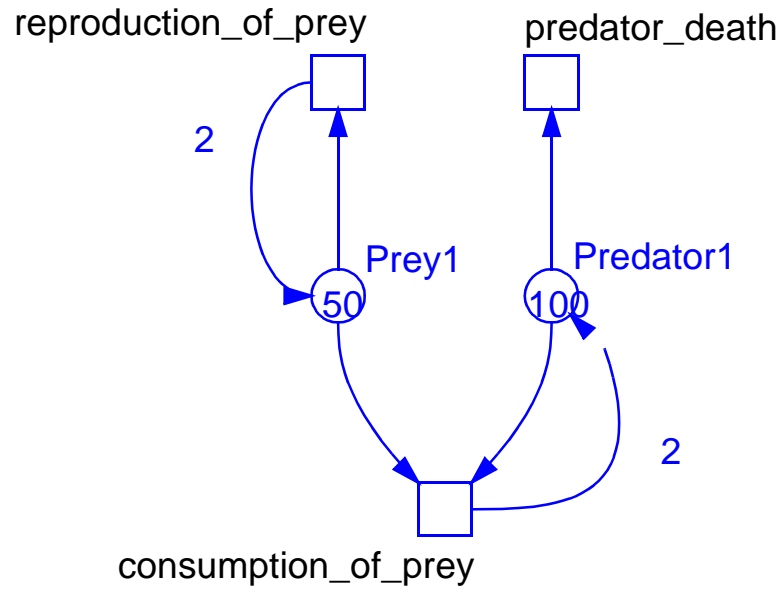 reproduction_of_prey
predator_death
2
Prey1
Predator1
50
100
2
consumption_of_prey